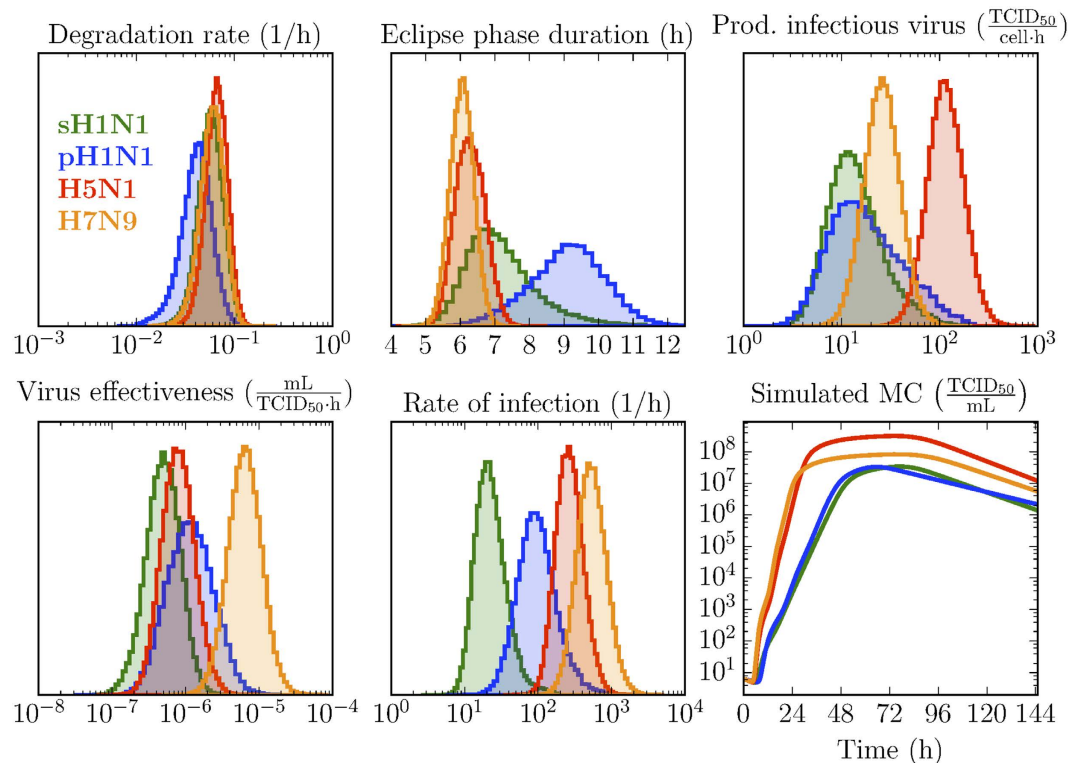 Degradation rate (1/h)
sH1N1
pH1N1
H5N1
H7N9
10⁻³ 10⁻² 10⁻¹ 10⁰
Eclipse phase duration (h)
4 5 6 7 8 9 10 11 12
Prod. infectious virus (TCID₅₀/cell·h)
10⁰ 10¹ 10² 10³
Virus effectiveness (mL/TCID₅₀·h)
10⁻⁸ 10⁻⁷ 10⁻⁶ 10⁻⁵ 10⁻⁴
Rate of infection (1/h)
10⁰ 10¹ 10² 10³ 10⁴
Simulated MC (TCID₅₀/mL)
10⁸
10⁷
10⁶
10⁵
10⁴
10³
10²
10¹
0 24 48 72 96 120 144
Time (h)